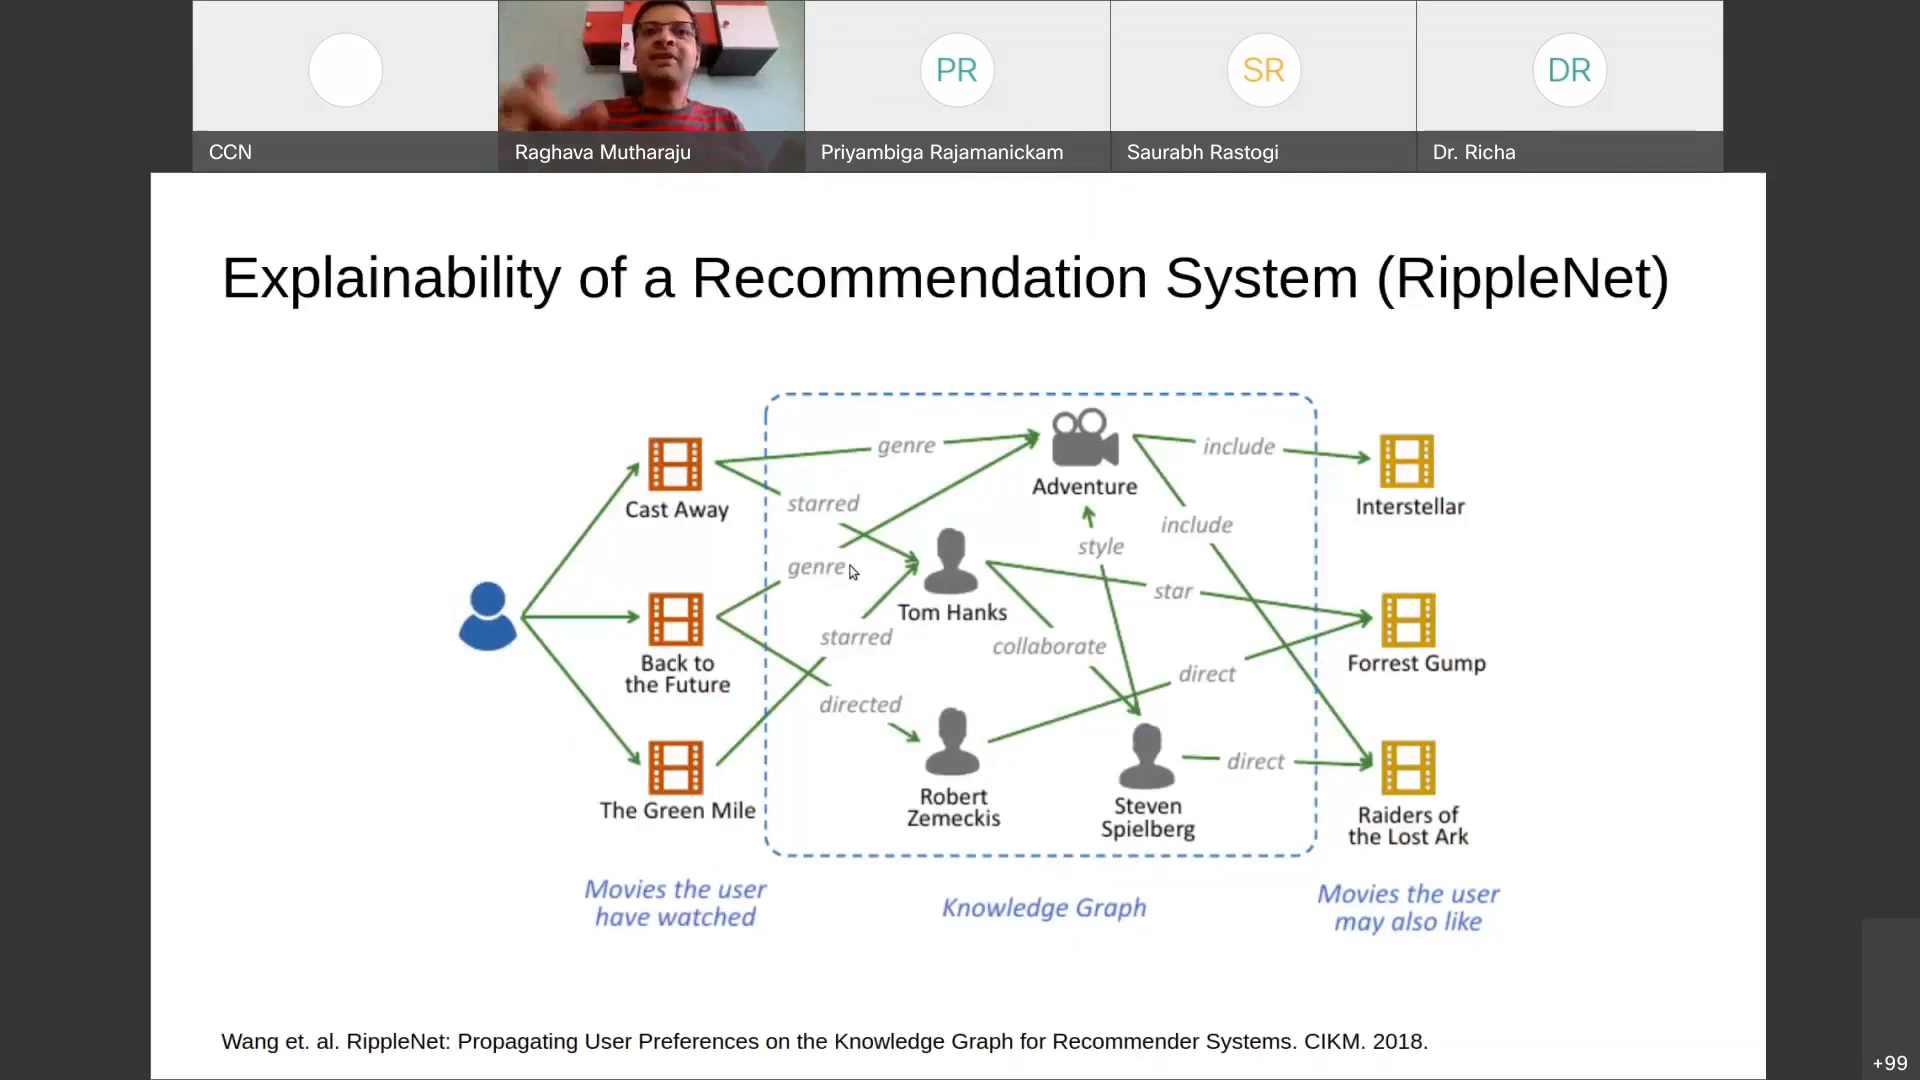 PR
SR
DR
CCN
Raghava Mutharaju
Priyambiga Rajamanickam
Saurabh Rastogi
Dr. Richa
Explainability of a Recommendation System (RippleNet)
genre
include
Cast Away
Adventure
Interstellar
starred
include
style
genre
star
Tom Hanks
starred
collaborate
Back to
the Future
direct
Forrest Gump
directed
direct
The Green Mile
Robert
Zemeckis
Steven
Spielberg
Raiders of
the Lost Ark
Movies the user
have watched
Knowledge Graph
Movies the user
may also like
Wang et. al. RippleNet: Propagating User Preferences on the Knowledge Graph for Recommender Systems. CIKM. 2018.
+99